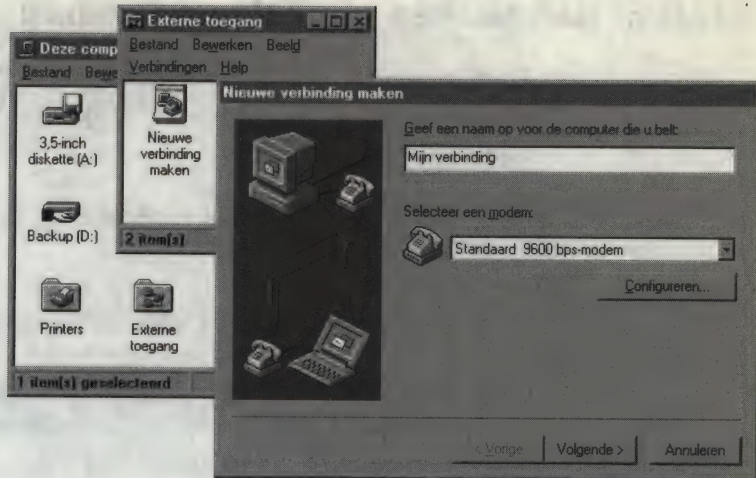 Externe toegang
Bestand Bewerken Beeld
Verbindingen Help
Nieuwe
verbinding
maken
2 item(s)
Deze comp
Bestand Bewe
3,5-inch
diskette (A:)
Backup (D:)
Printers
Externe
toegang
1 item(s) geselecteerd
Nieuwe verbinding maken
Geef een naam op voor de computer die u belt:
Mijn verbinding
Selecteer een modem:
Standaard 9600 bps-modem
Configureren...
< Vorige
Volgende >
Annuleren